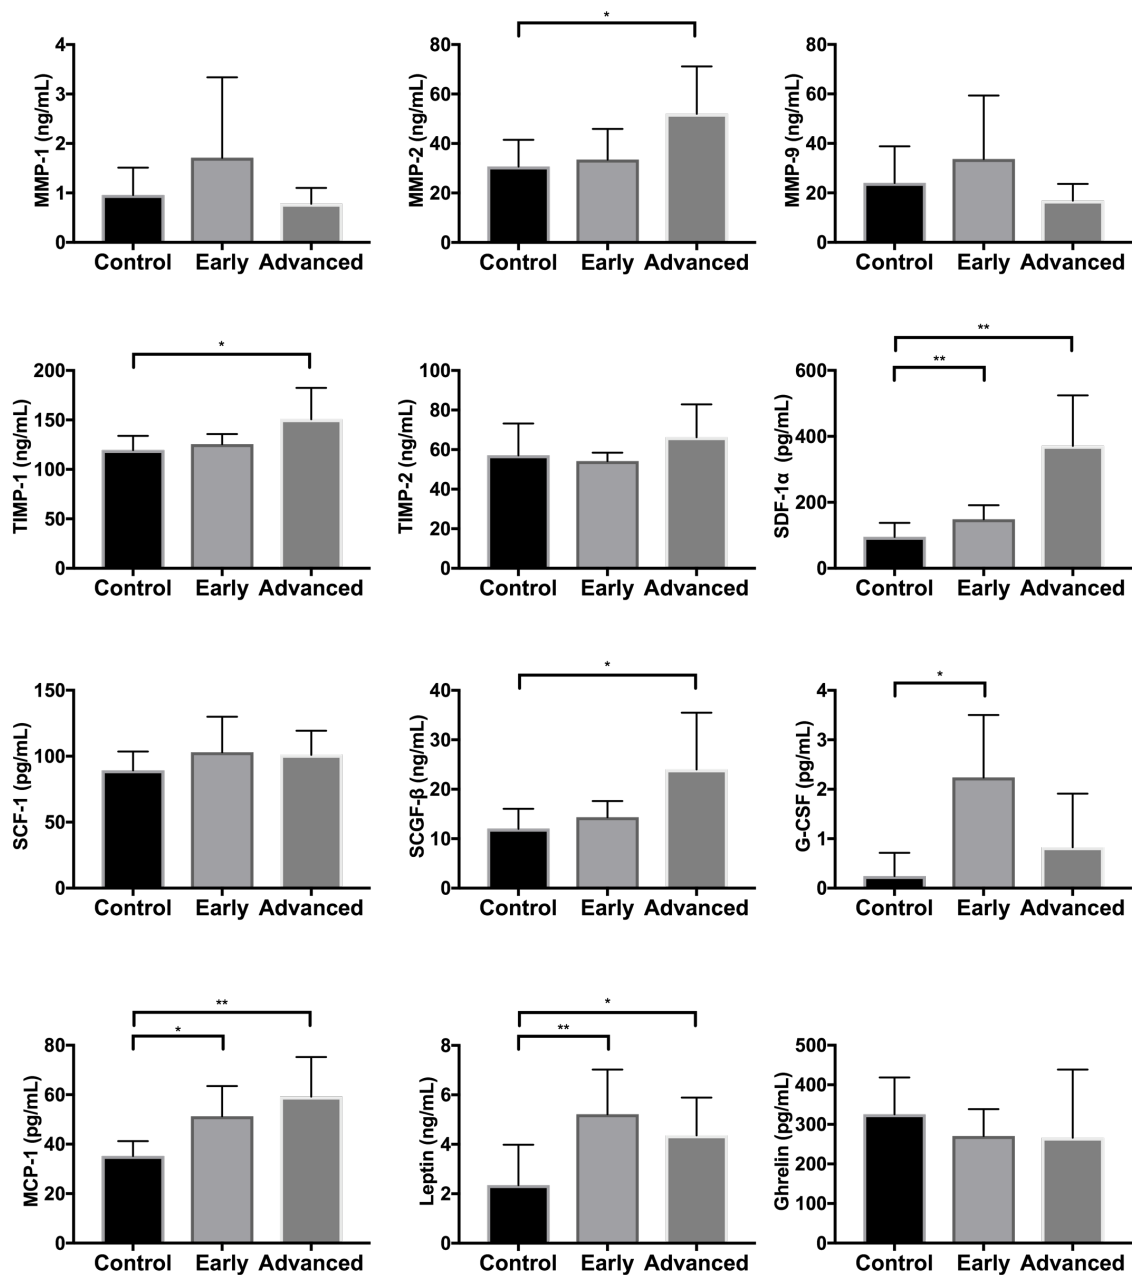 *
4
3
2
1
0
MMP-1 (ng/mL)
Control Early Advanced
80
60
40
20
0
MMP-2 (ng/mL)
Control Early Advanced
80
60
40
20
0
MMP-9 (ng/mL)
Control Early Advanced
*
200
150
100
50
0
TIMP-1 (ng/mL)
Control Early Advanced
100
80
60
40
20
0
TIMP-2 (ng/mL)
Control Early Advanced
**
**
600
400
200
0
SDF-1α (pg/mL)
Control Early Advanced
150
100
50
0
SCF-1 (pg/mL)
Control Early Advanced
*
40
30
20
10
0
SCGF-β (ng/mL)
Control Early Advanced
*
4
3
2
1
0
G-CSF (pg/mL)
Control Early Advanced
**
*
80
60
40
20
0
MCP-1 (pg/mL)
Control Early Advanced
*
**
8
6
4
2
0
Leptin (ng/mL)
Control Early Advanced
500
400
300
200
100
0
Ghrelin (pg/mL)
Control Early Advanced